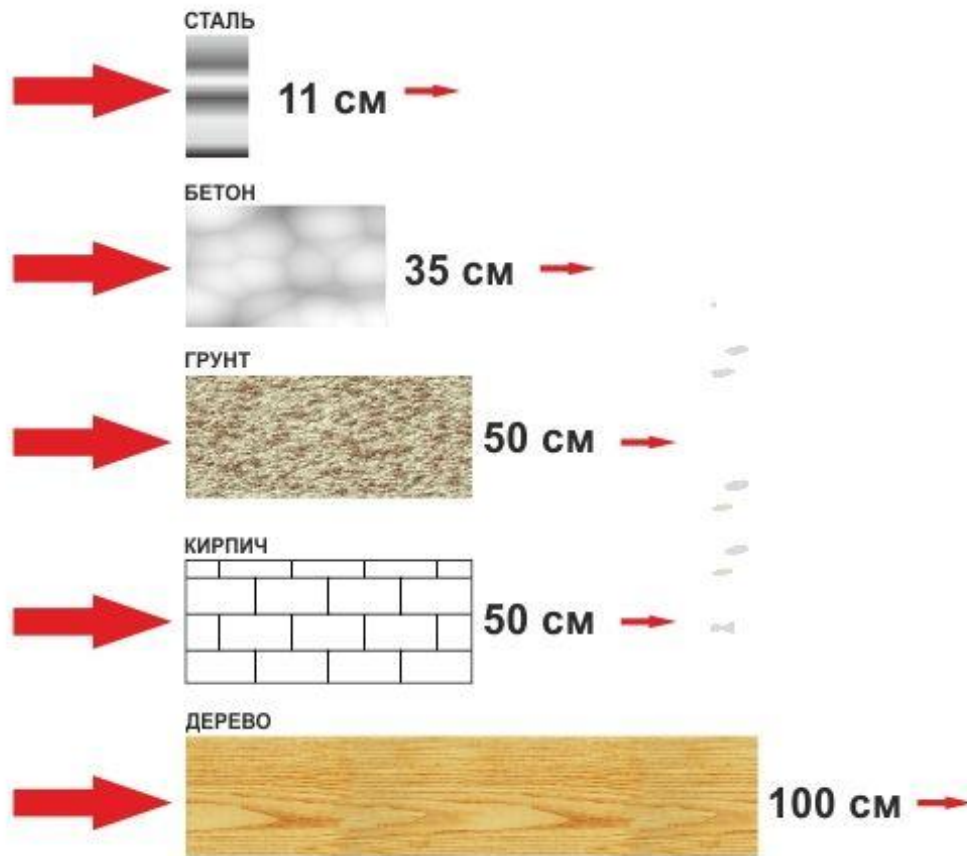 СТАЛЬ
11 см
БЕТОН
35 см
ГРУНТ
50 см
КИРПИЧ
50 см
ДЕРЕВО
100 см